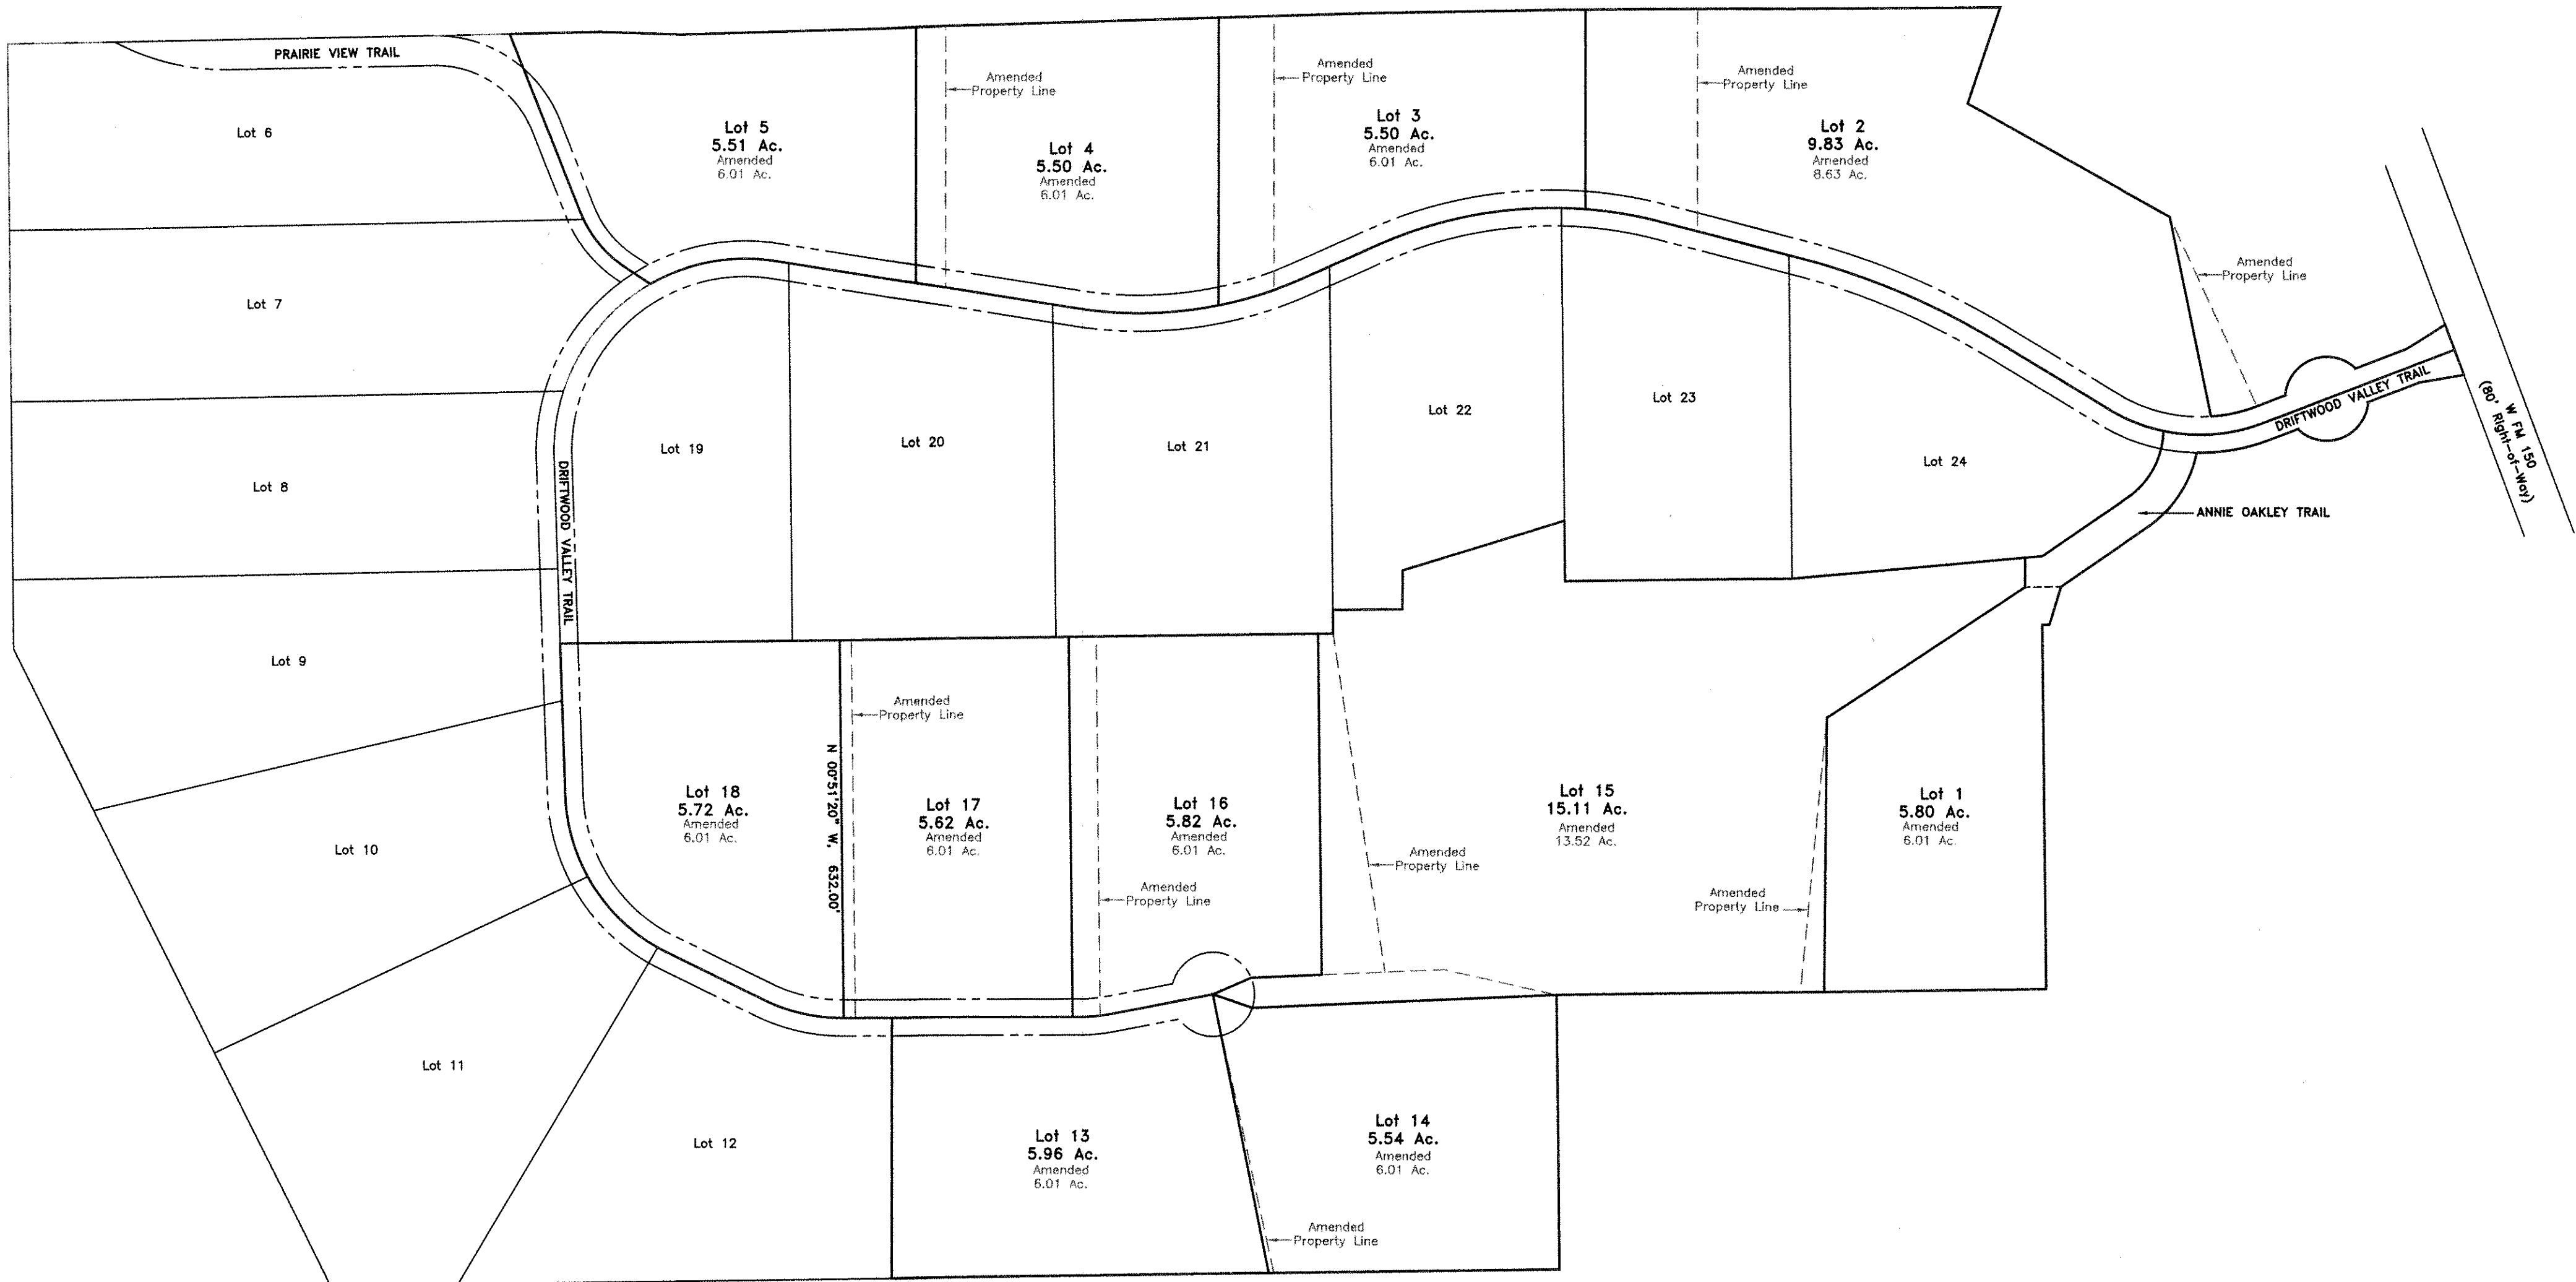 PRAIRIE VIEW TRAIL
Lot 6
Lot 5
5.51 Ac.
Amended
6.01 Ac.
Amended
Property Line
Lot 4
5.50 Ac.
Amended
6.01 Ac.
Amended
Property Line
Lot 3
5.50 Ac.
Amended
6.01 Ac.
Amended
Property Line
Lot 2
9.83 Ac.
Amended
8.63 Ac.
Amended
Property Line
Lot 7
Lot 8
Lot 9
Lot 10
Lot 11
Lot 12
DRIFTWOOD VALLEY TRAIL
Lot 19
Lot 20
Lot 21
Lot 22
Lot 23
Lot 24
DRIFTWOOD VALLEY TRAIL
W FM 150
(80' Right-of-Way)
ANNIE OAKLEY TRAIL
Lot 18
5.72 Ac.
Amended
6.01 Ac.
N 00°51'20" W, 632.00'
Amended
Property Line
Lot 17
5.62 Ac.
Amended
6.01 Ac.
Lot 16
5.82 Ac.
Amended
6.01 Ac.
Amended
Property Line
Amended
Property Line
Lot 15
15.11 Ac.
Amended
13.52 Ac.
Amended
Property Line
Lot 1
5.80 Ac.
Amended
6.01 Ac.
Lot 13
5.96 Ac.
Amended
6.01 Ac.
Lot 14
5.54 Ac.
Amended
6.01 Ac.
Amended
Property Line